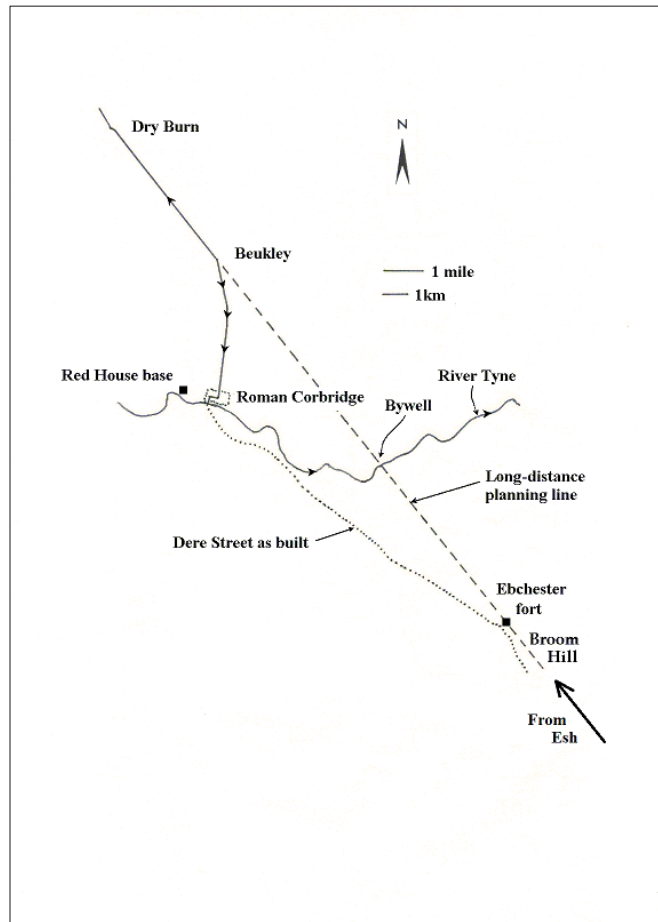 Dry Burn
N
Beukley
1 mile
1km
Red House base
Roman Corbridge
River Tyne
Bywell
Long-distance
planning line
Dere Street as built
Ebchester
fort
Broom
Hill
From
Esh